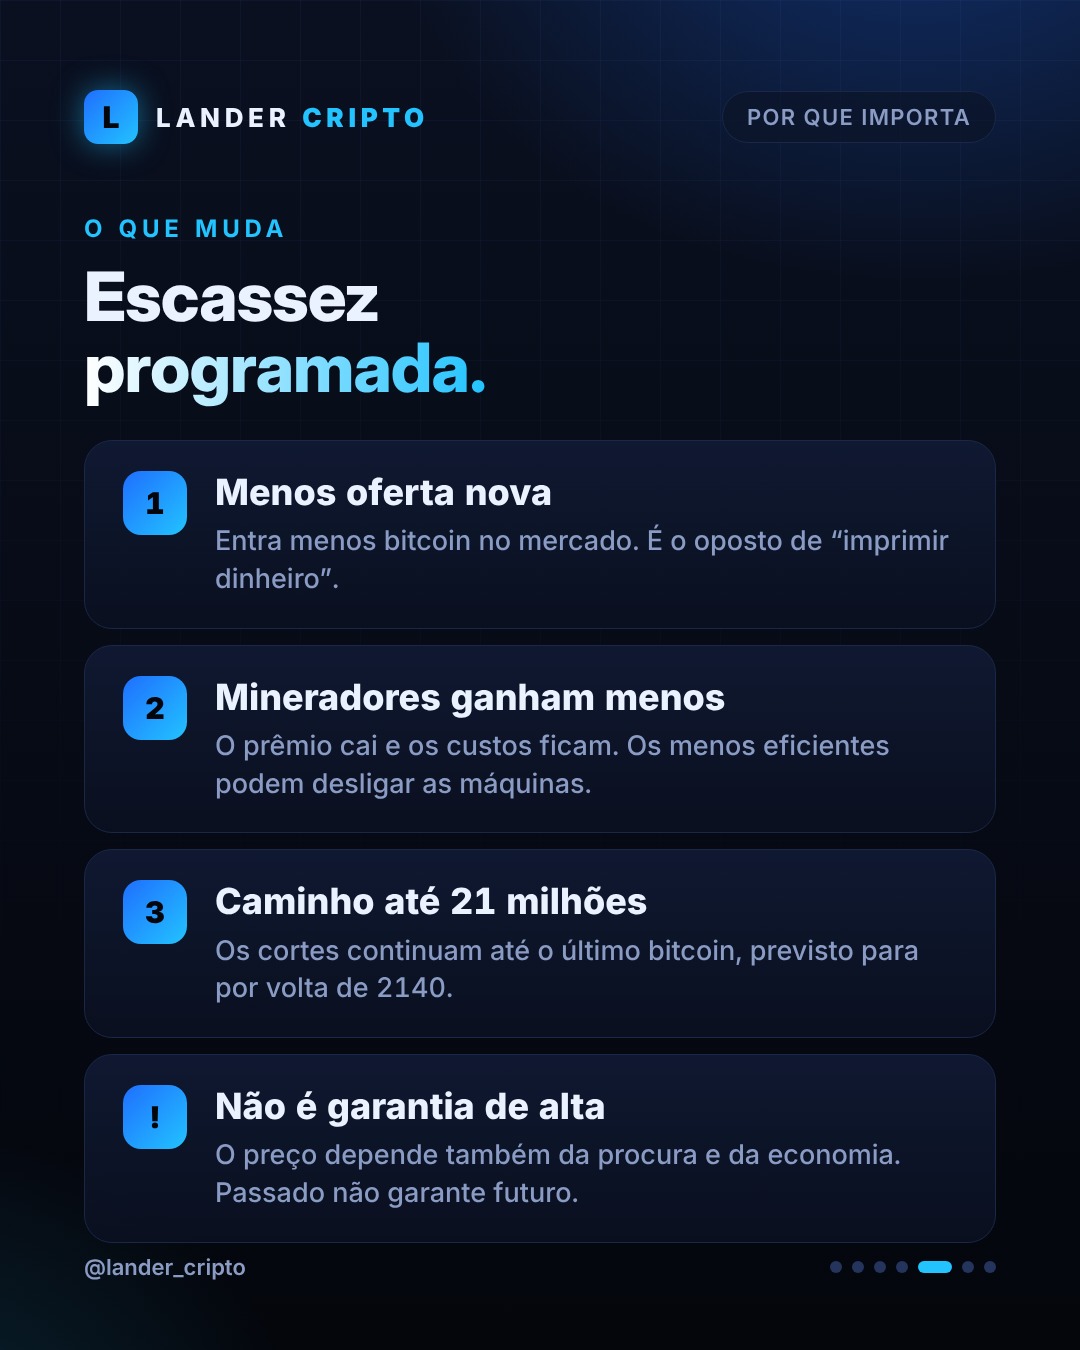 L LANDER CRIPTO
POR QUE IMPORTA
O QUE MUDA
Escassez
programada.
1 Menos oferta nova
Entra menos bitcoin no mercado. É o oposto de “imprimir
dinheiro”.
2 Mineradores ganham menos
O prêmio cai e os custos ficam. Os menos eficientes
podem desligar as máquinas.
3 Caminho até 21 milhões
Os cortes continuam até o último bitcoin, previsto para
por volta de 2140.
! Não é garantia de alta
O preço depende também da procura e da economia.
Passado não garante futuro.
@lander_cripto